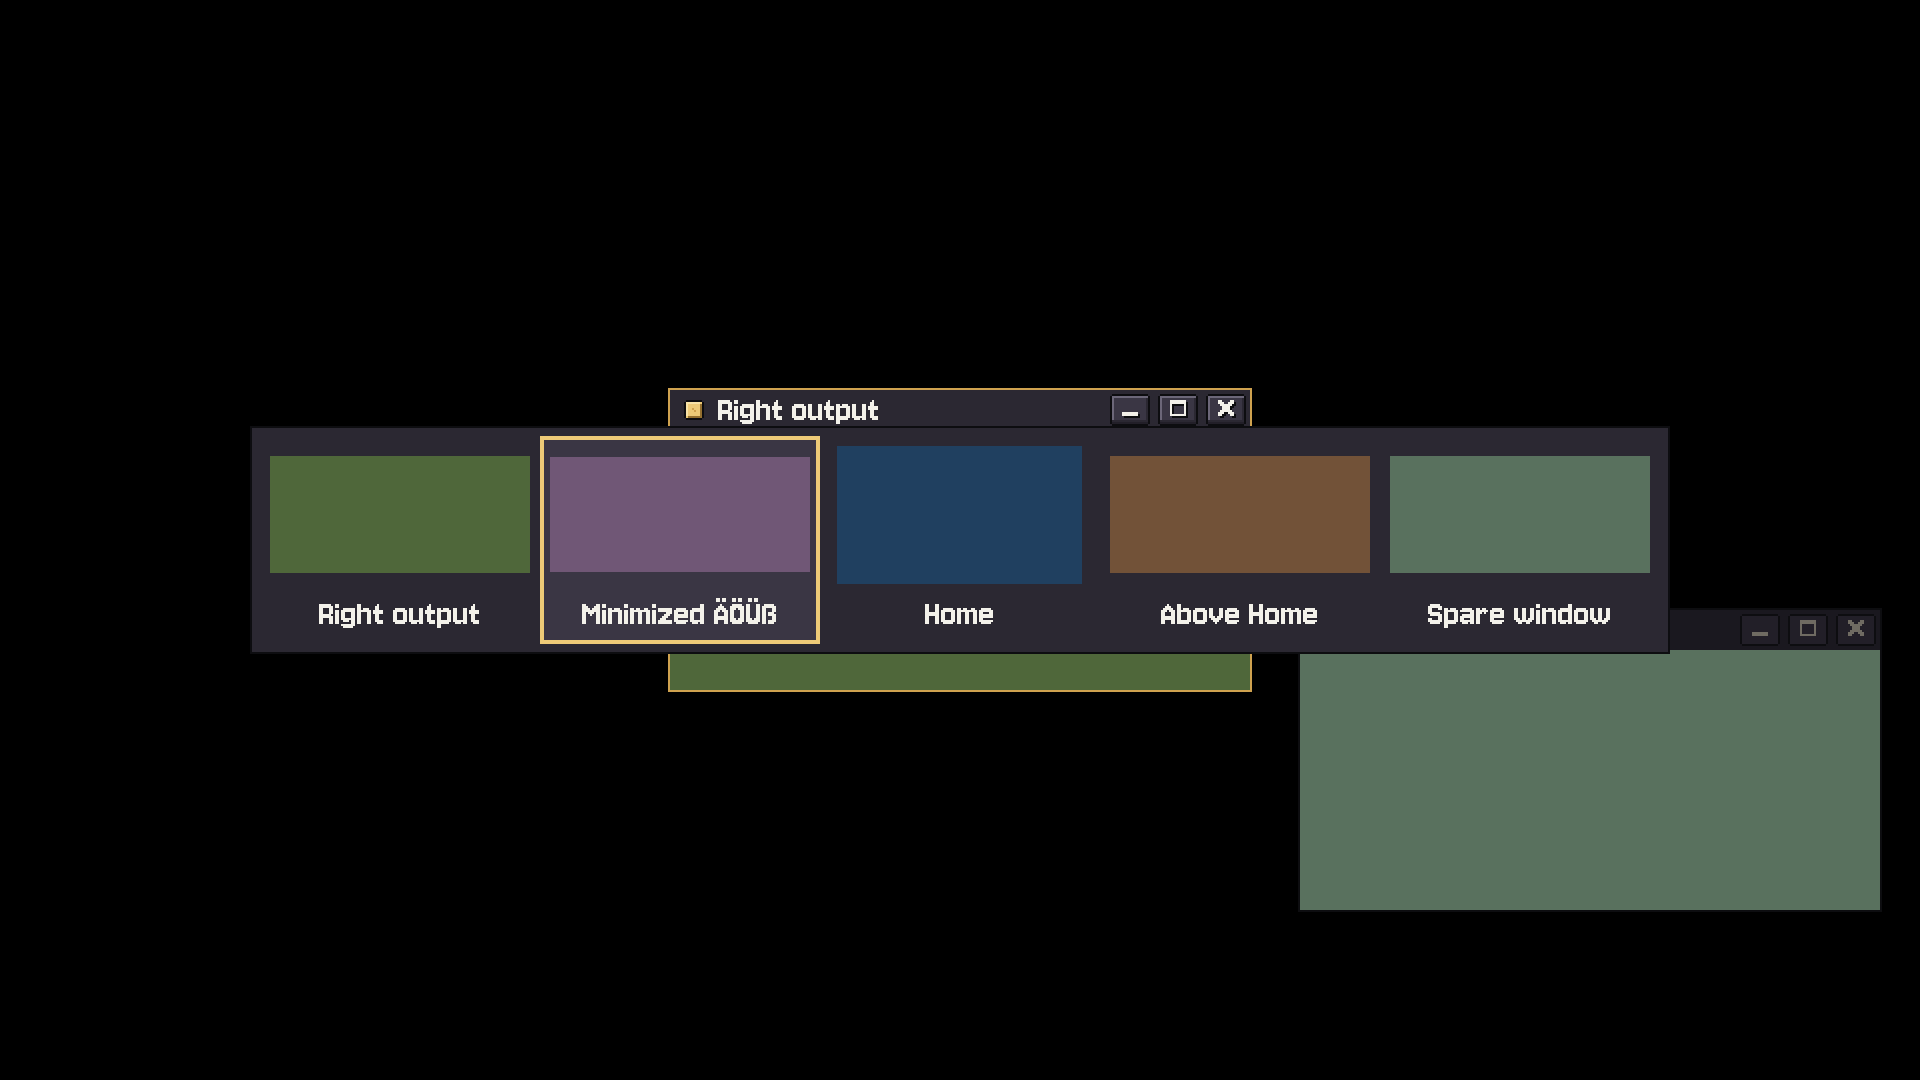 Right output
Right output
Minimized ÄÖÜß
Home
Above Home
Spare window